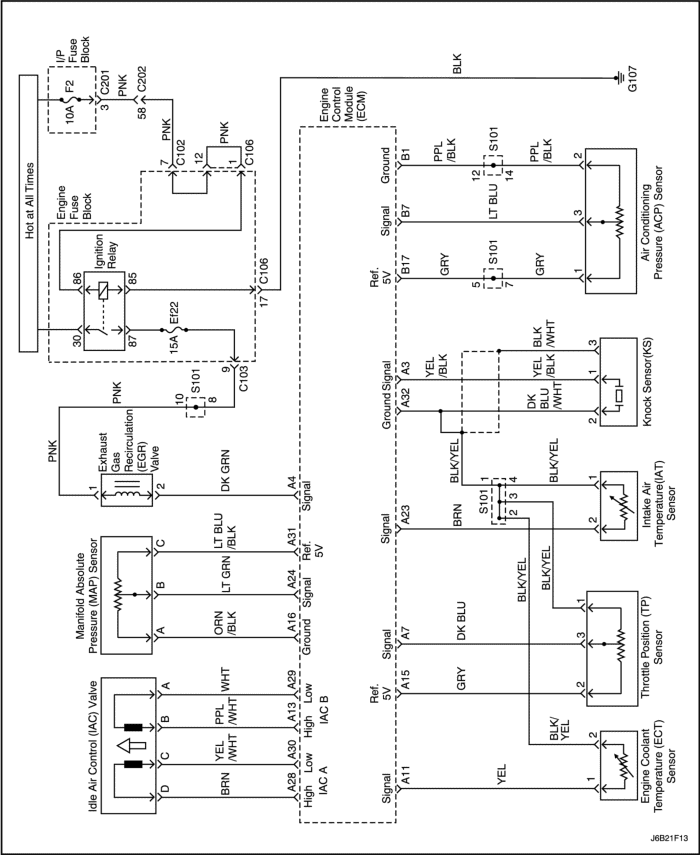 Hot at All Times
I/P
Fuse
Block
F2
10A
C201
3
PNK
C202
58
PNK
7
C102
12
PNK
1
C106
Engine
Fuse
Block
Ignition
Relay
86
85
30
87
Ef22
15A
17
C106
BLK
G107
9
C103
PNK
10
S101
8
PNK
Exhaust
Gas
Recirculation
(EGR)
Valve
1
2
DK GRN
A4
Signal
Manifold Absolute
Pressure (MAP) Sensor
C
B
A
LT BLU
/BLK
LT GRN
ORN
/BLK
A31
A24
A16
Ref.
5V
Signal
Ground
Idle Air Control (IAC) Valve
A
B
C
D
WHT
PPL
/WHT
YEL
/WHT
BRN
A29
A13
A30
A28
Low
High
Low
High
IAC B
IAC A
Engine
Control
Module
(ECM)
Ground
B1
PPL
/BLK
12
S101
14
PPL
/BLK
2
Signal
B7
LT BLU
3
Ref.
5V
B17
GRY
5
S101
7
GRY
1
Air Conditioning
Pressure (ACP) Sensor
Signal
A3
YEL
/BLK
Ground
A32
BLK
/WHT
3
YEL
/BLK
1
DK
BLU
/WHT
2
Knock Sensor(KS)
BLK/YEL
S101
1
4
3
2
BLK/YEL
1
Signal
A23
BRN
2
Intake Air
Temperature(IAT)
Sensor
BLK/YEL
BLK/YEL
1
Signal
A7
DK BLU
3
Ref.
5V
A15
GRY
2
Throttle Position (TP)
Sensor
BLK/
YEL
2
Signal
A11
YEL
1
Engine Coolant
Temperature (ECT)
Sensor
J6B21F13